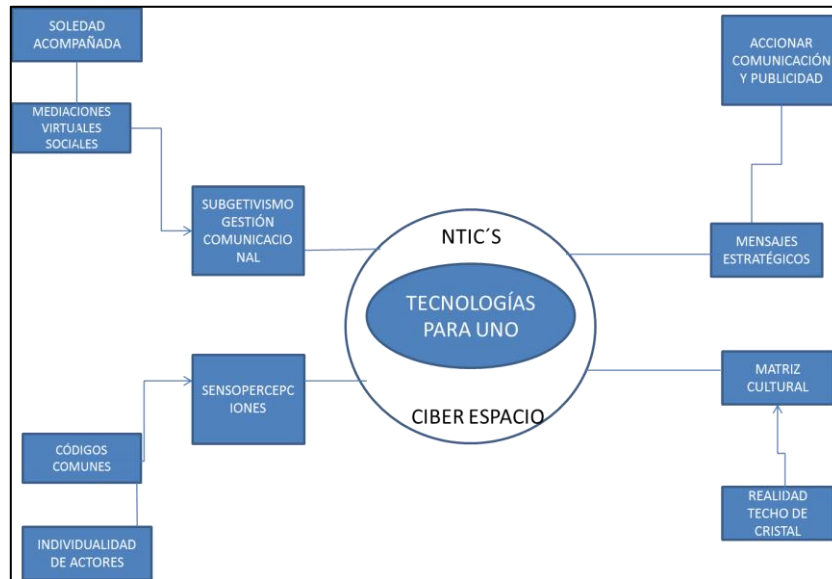 SOLEDAD
ACOMPAÑADA
MEDIACIONES
VIRTUALES
SOCIALES
SUBGETIVISMO
GESTIÓN
COMUNICACIO
NAL
SENSOPERCEPC
IONES
CÓDIGOS
COMUNES
INDIVIDUALIDAD
DE ACTORES
NTIC´S
TECNOLOGÍAS
PARA UNO
CIBER ESPACIO
ACCIONAR
COMUNICACIÓN
Y PUBLICIDAD
MENSAJES
ESTRATÉGICOS
MATRIZ
CULTURAL
REALIDAD
TECHO DE
CRISTAL